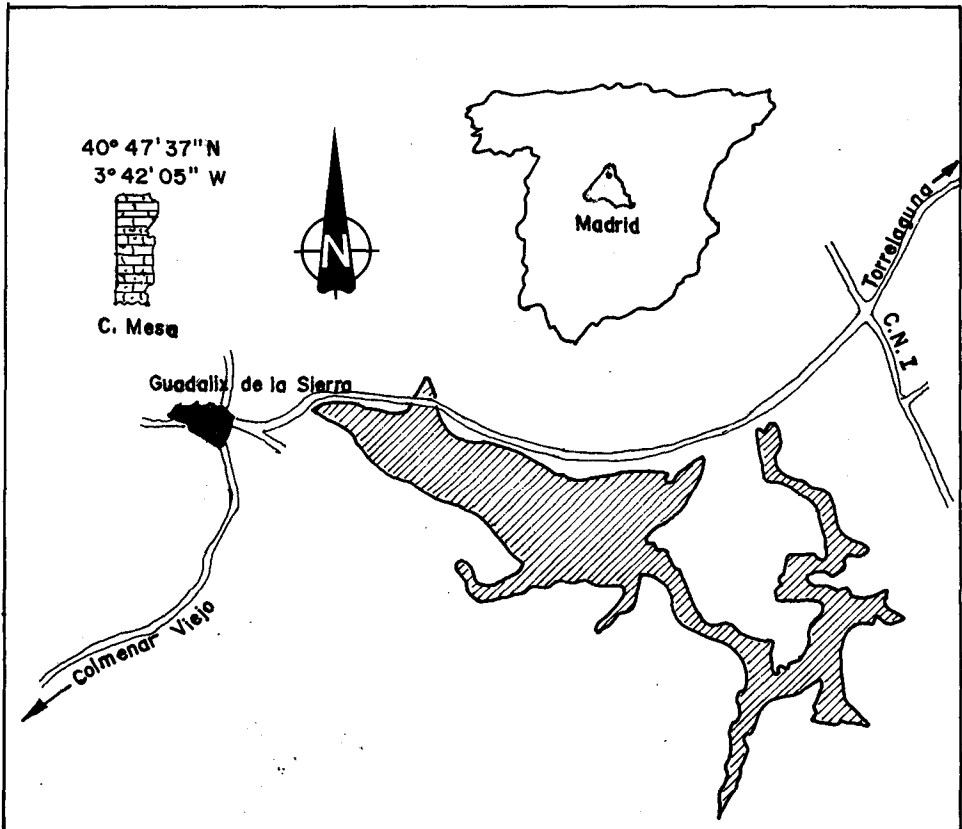 40° 47' 37" N
3° 42' 05" W
C. Mesa
N
Madrid
Torrelaguna
C.N. I
Guadalix de la Sierra
Colmenar Viejo